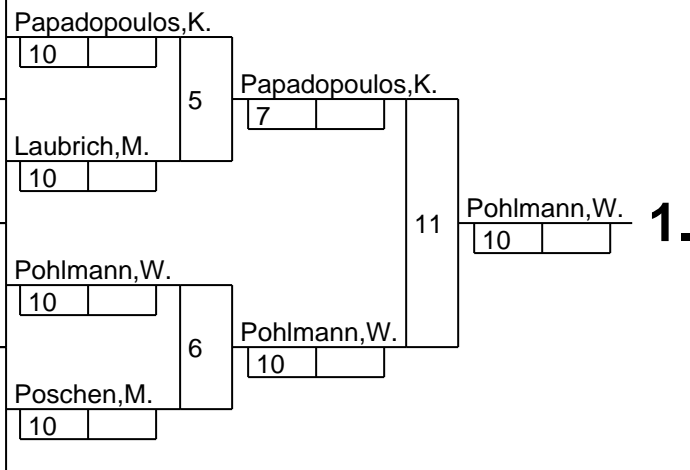 Papadopoulos,K.
10
5
Laubrich,M.
10
Papadopoulos,K.
7
11
Pohlmann,W.
10
1.
Pohlmann,W.
10
6
Poschen,M.
10
Pohlmann,W.
10